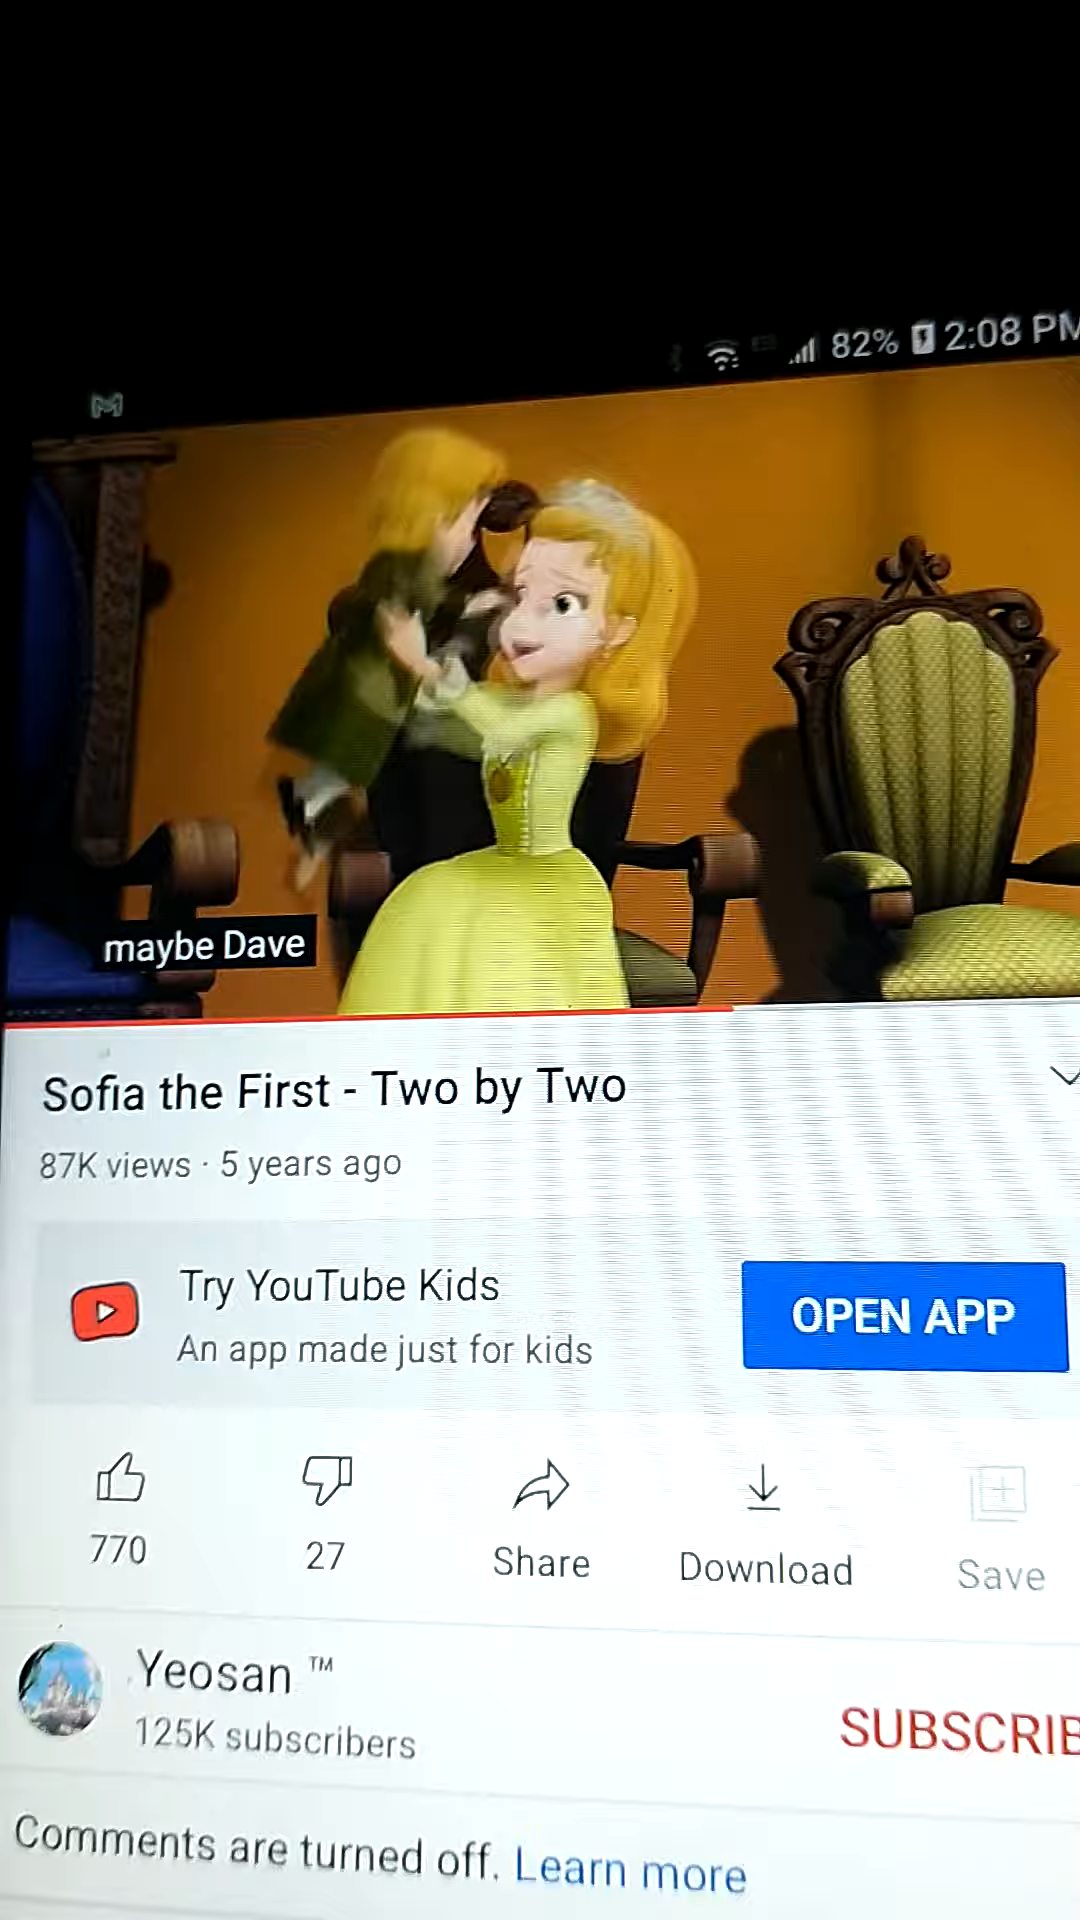 82% 2:08 PM
maybe Dave
Sofia the First - Two by Two
87K views · 5 years ago
Try YouTube Kids
An app made just for kids
OPEN APP
770
27
Share
Download
Save
Yeosan ™
125K subscribers
SUBSCRIB
Comments are turned off. Learn more